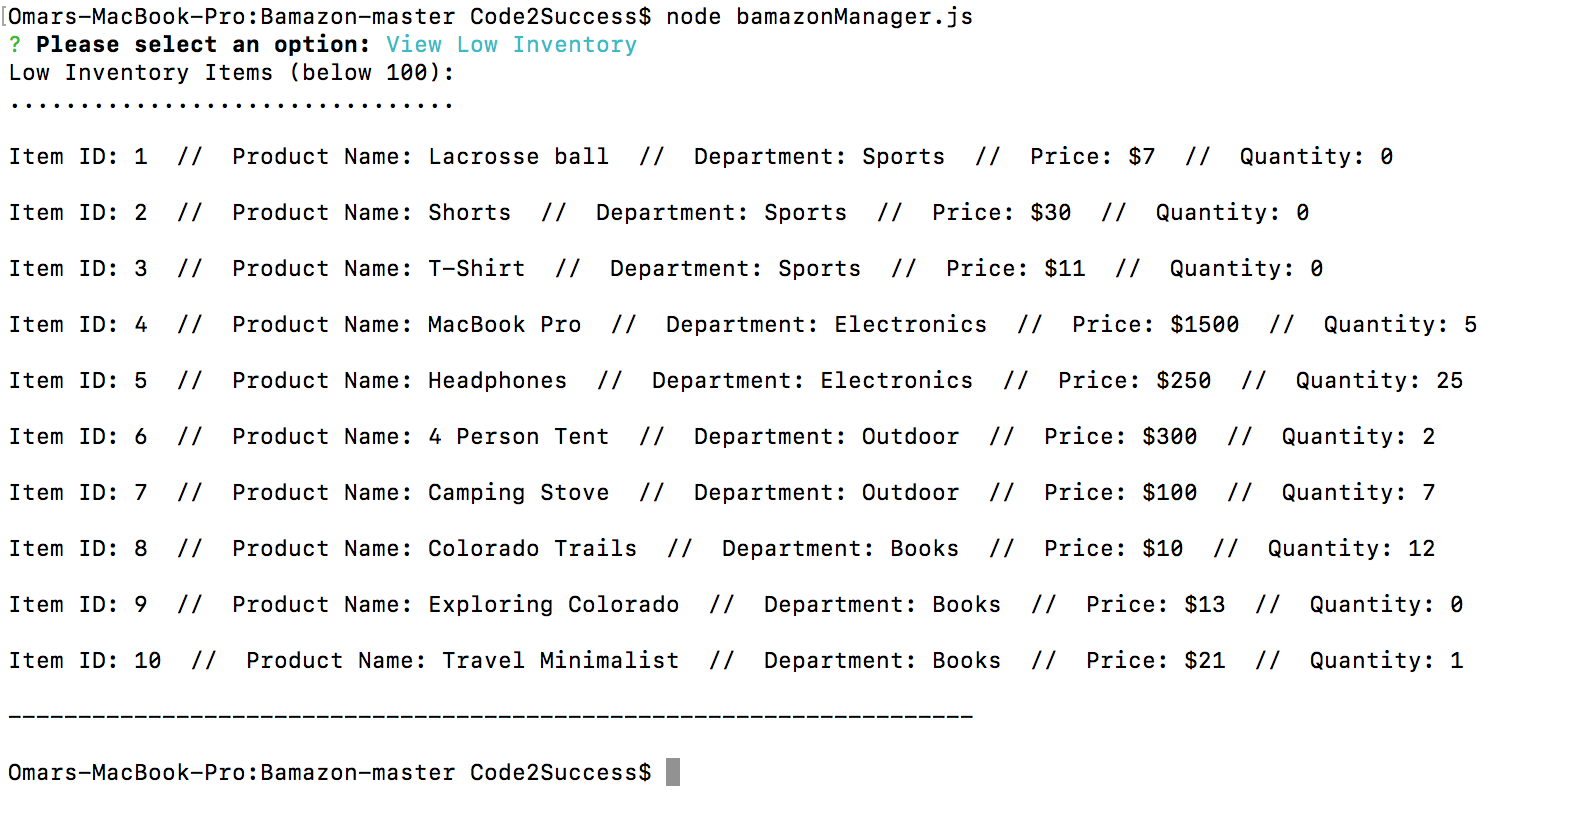 [Omars-MacBook-Pro:Bamazon-master Code2Success$ node bamazonManager.js
? Please select an option: View Low Inventory
Low Inventory Items (below 100):
................................
Item ID: 1  //  Product Name: Lacrosse ball  //  Department: Sports  //  Price: $7  //  Quantity: 0
Item ID: 2  //  Product Name: Shorts  //  Department: Sports  //  Price: $30  //  Quantity: 0
Item ID: 3  //  Product Name: T-Shirt  //  Department: Sports  //  Price: $11  //  Quantity: 0
Item ID: 4  //  Product Name: MacBook Pro  //  Department: Electronics  //  Price: $1500  //  Quantity: 5
Item ID: 5  //  Product Name: Headphones  //  Department: Electronics  //  Price: $250  //  Quantity: 25
Item ID: 6  //  Product Name: 4 Person Tent  //  Department: Outdoor  //  Price: $300  //  Quantity: 2
Item ID: 7  //  Product Name: Camping Stove  //  Department: Outdoor  //  Price: $100  //  Quantity: 7
Item ID: 8  //  Product Name: Colorado Trails  //  Department: Books  //  Price: $10  //  Quantity: 12
Item ID: 9  //  Product Name: Exploring Colorado  //  Department: Books  //  Price: $13  //  Quantity: 0
Item ID: 10  //  Product Name: Travel Minimalist  //  Department: Books  //  Price: $21  //  Quantity: 1
---------------------------------------------------------------------
Omars-MacBook-Pro:Bamazon-master Code2Success$